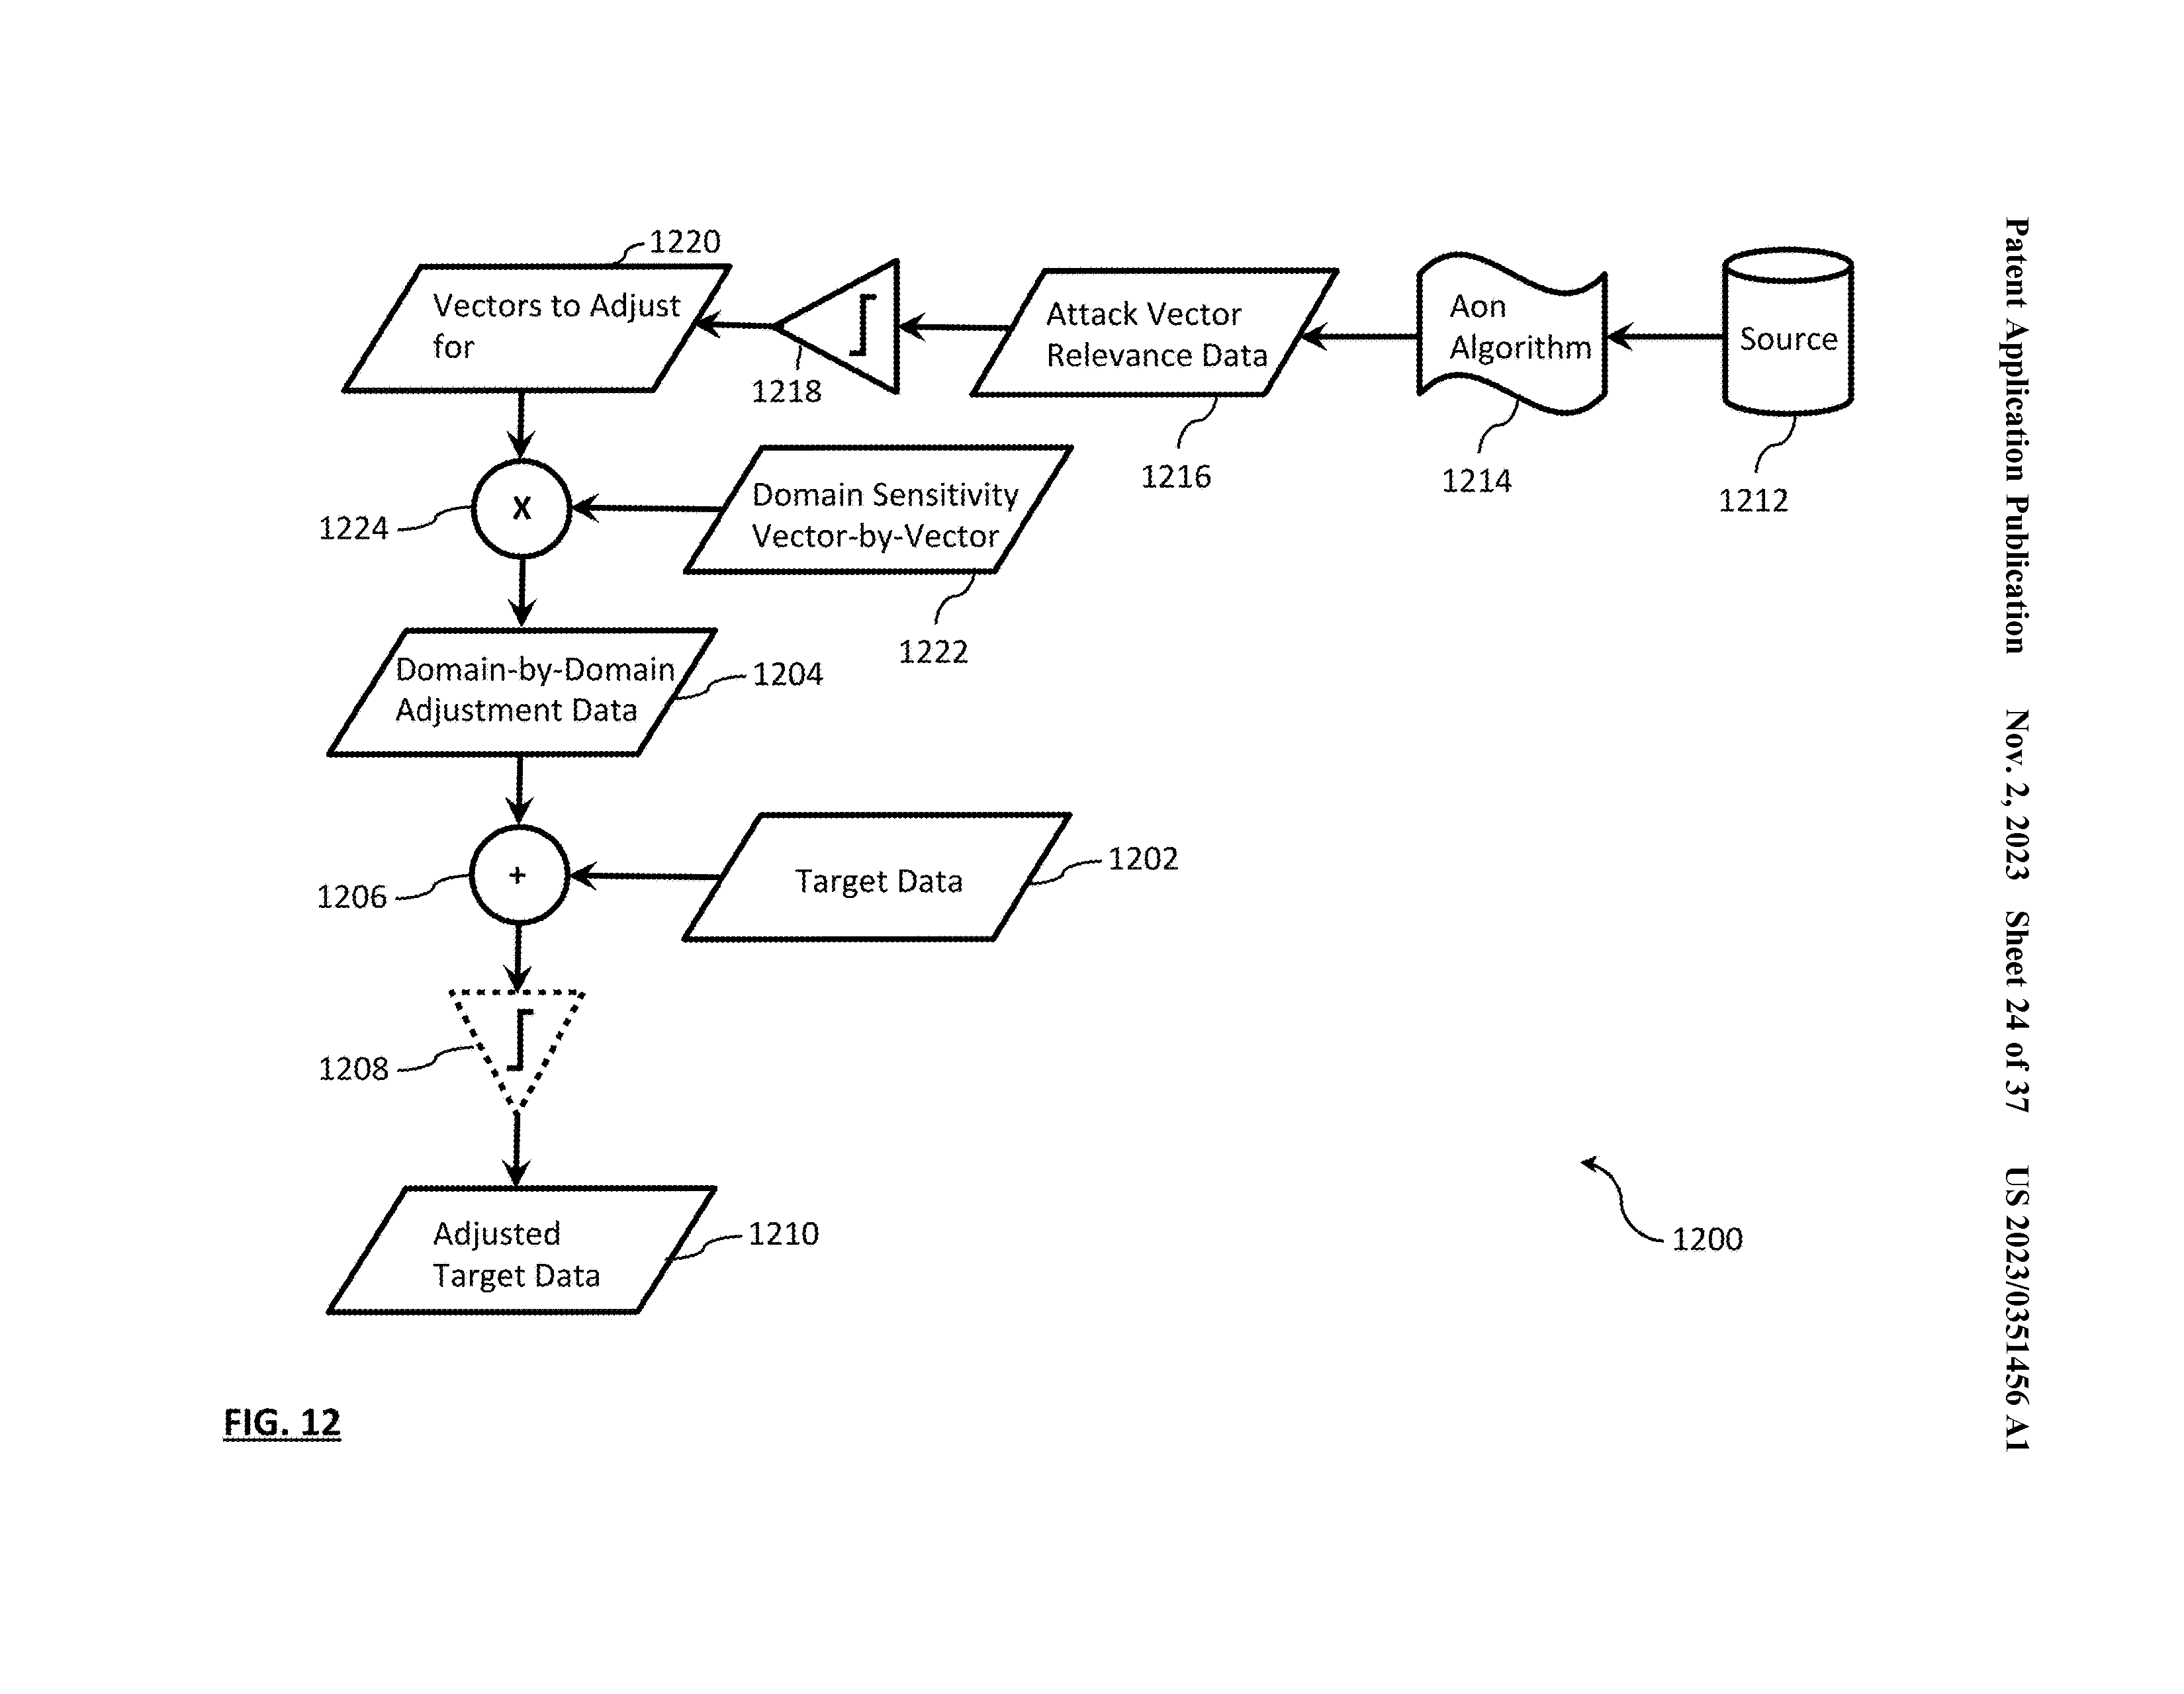 Patent Application Publication Nov. 2, 2023 Sheet 24 of 37 US 2023/0351456 A1
1220
Vectors to Adjust
for
1218
Attack Vector
Relevance Data
1216
Aon
Algorithm
1214
Source
1212
X
1224
Domain Sensitivity
Vector-by-Vector
1222
Domain-by-Domain
Adjustment Data
1204
+
1206
Target Data
1202
1208
Adjusted
Target Data
1210
1200
FIG. 12